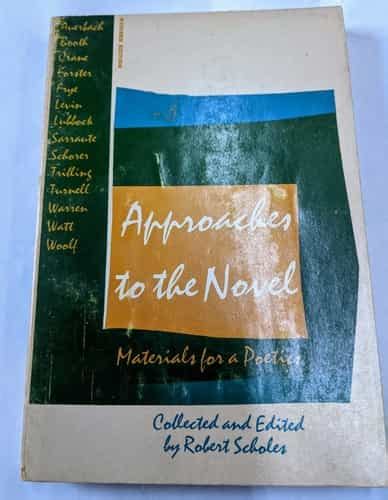 Auerbach
Booth
Crane
Forster
Frye
Levin
Lubbock
Sarraute
Schorer
Trilling
Turnell
Warren
Watt
Woolf
Approaches
to the Novel
Materials for a Poetics
Collected and Edited
by Robert Scholes